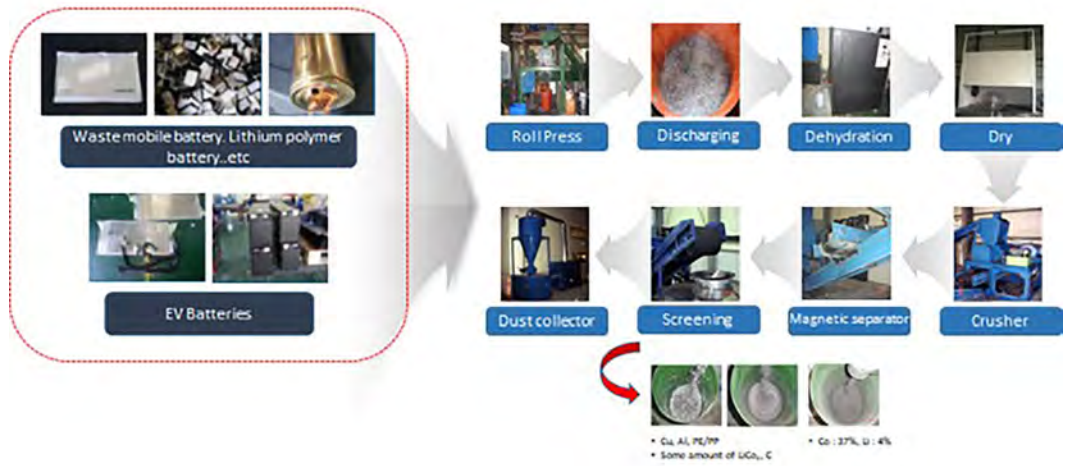 Waste mobile battery. Lithium polymer
battery..etc
EV Batteries
Roll Press
Discharging
Dehydration
Dry
Dust collector
Screening
Magnetic separator
Crusher
• Cu, Al, PE/PP
• Some amount of LiCo₂, C
• Co : 37%, Li : 4%